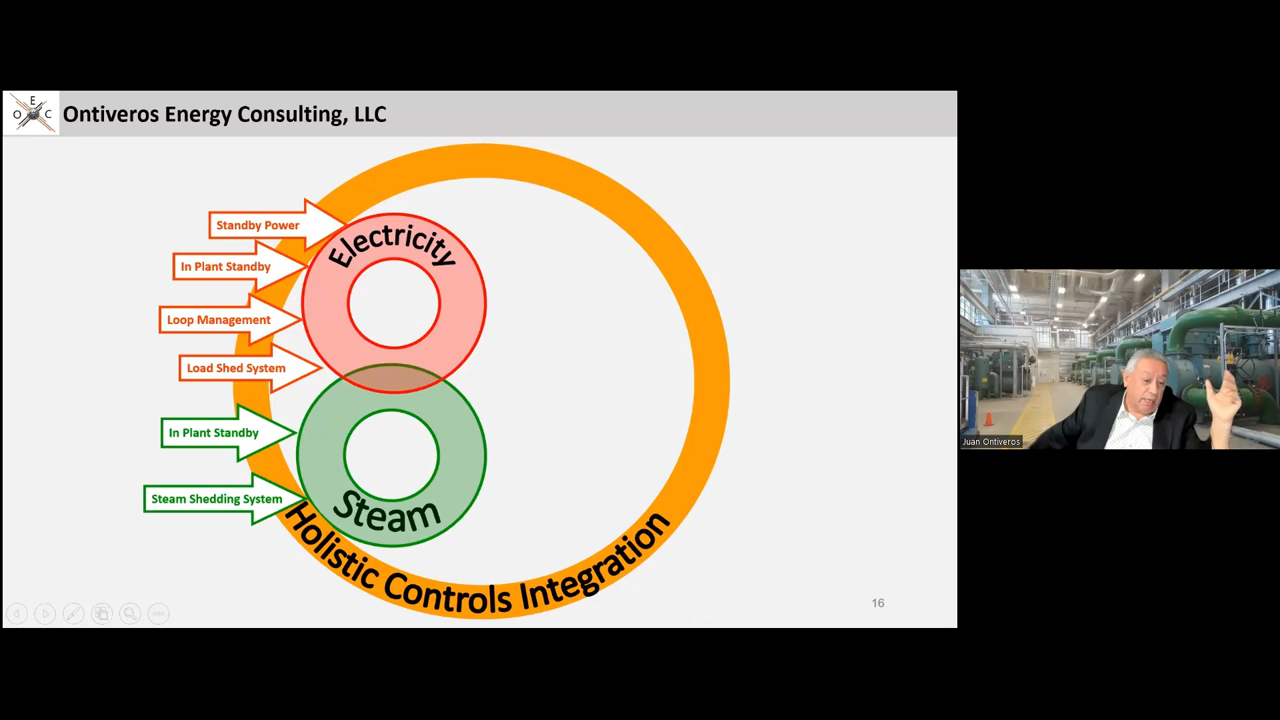 E
O C
Ontiveros Energy Consulting, LLC
Standby Power
In Plant Standby
Loop Management
Load Shed System
In Plant Standby
Steam Shedding System
Electricity
Steam
Holistic Controls Integration
16
Juan Ontiveros